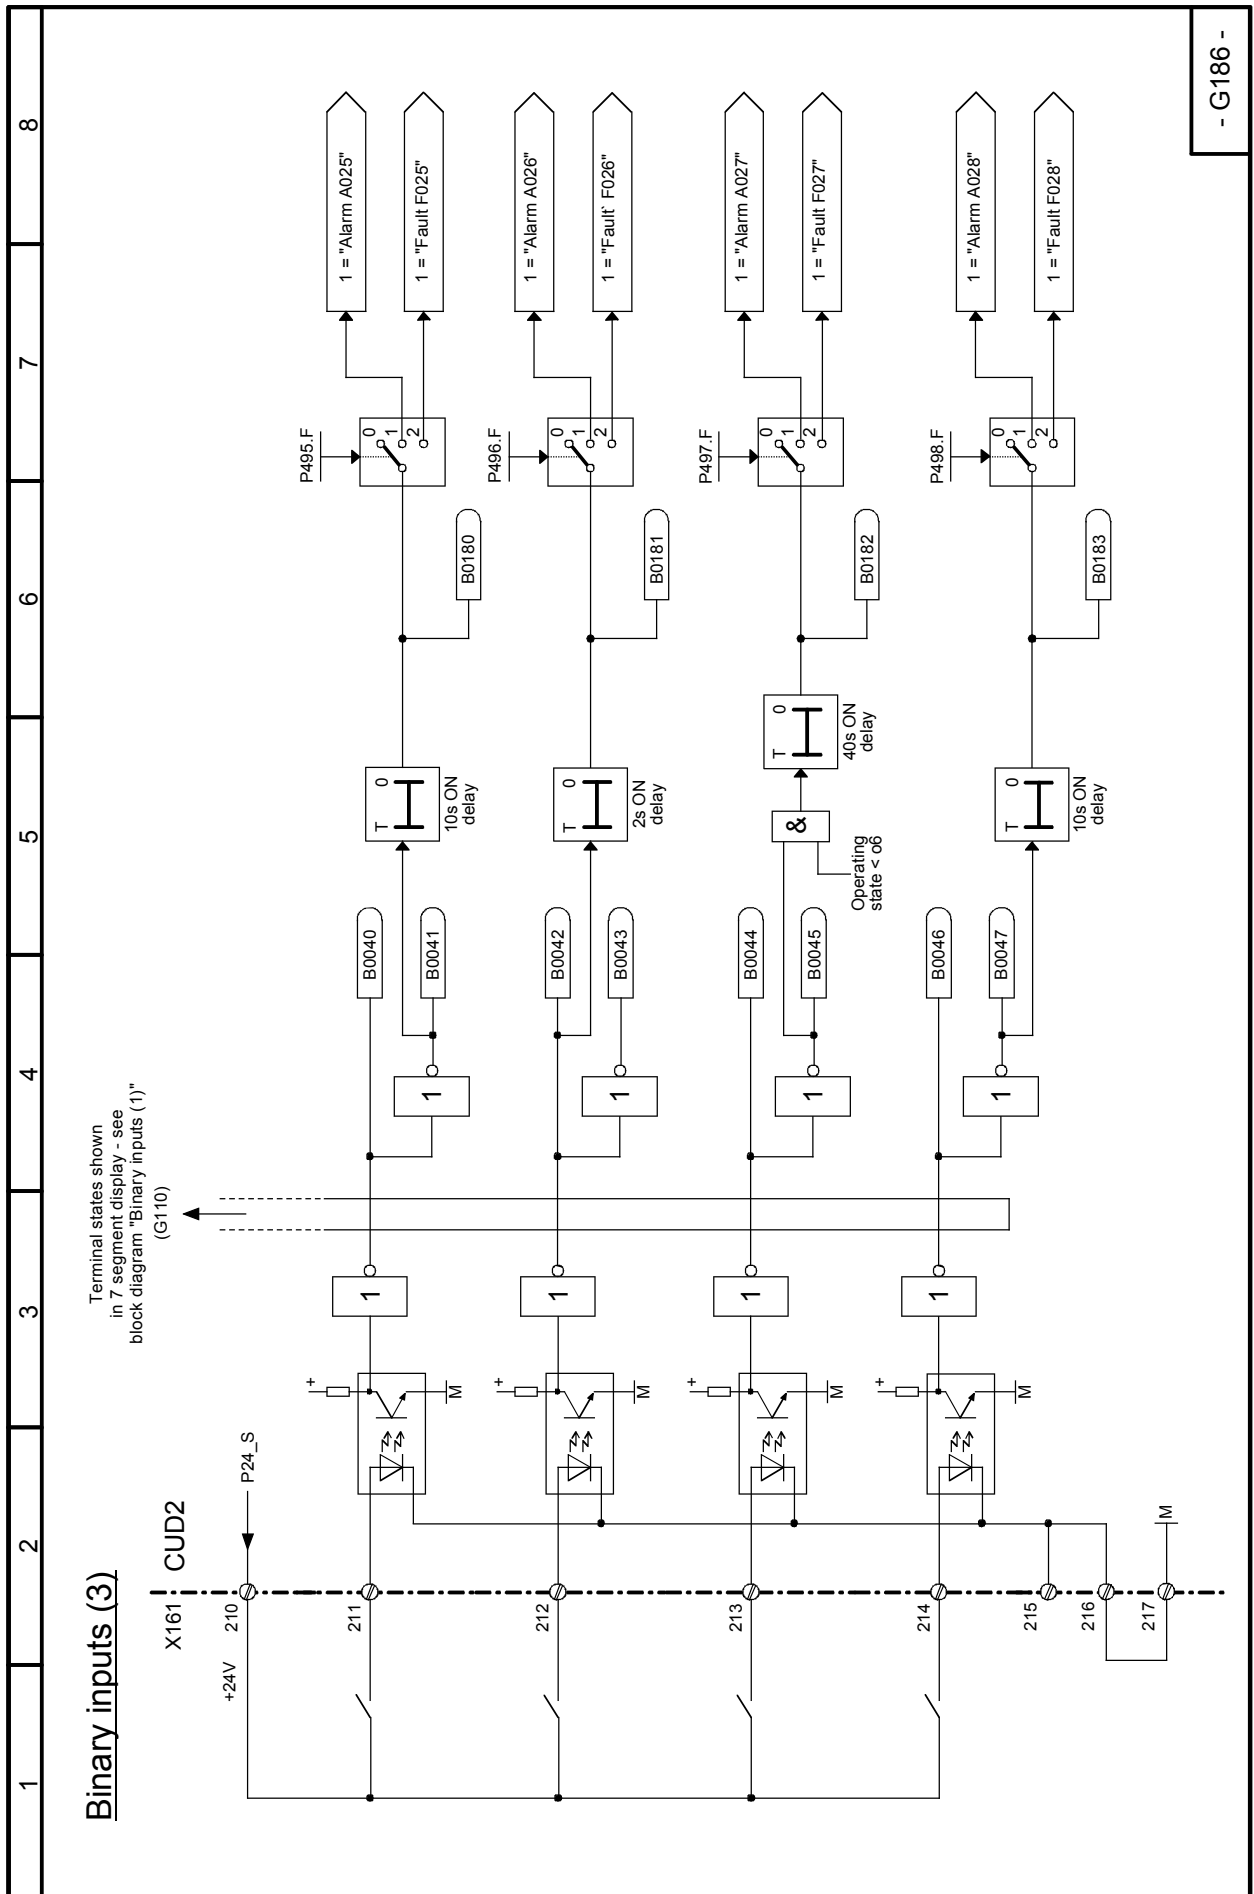 Binary inputs (3)
Terminal states shown
in 7 segment display - see
block diagram "Binary inputs (1)"
(G110)
X161
CUD2
+24V
210
P24_S
211
+
M
1
1
B0040
B0041
T 0
10s ON
delay
B0180
P495.F
0
1
2
1 = "Alarm A025"
1 = "Fault F025"
212
+
M
1
1
B0042
B0043
T 0
2s ON
delay
B0181
P496.F
0
1
2
1 = "Alarm A026"
1 = "Fault` F026"
213
+
M
1
1
B0044
B0045
Operating
state < o6
&
T 0
40s ON
delay
B0182
P497.F
0
1
2
1 = "Alarm A027"
1 = "Fault F027"
214
+
M
1
1
B0046
B0047
T 0
10s ON
delay
B0183
P498.F
0
1
2
1 = "Alarm A028"
1 = "Fault F028"
215
216
217
M
1 2 3 4 5 6 7 8
- G186 -